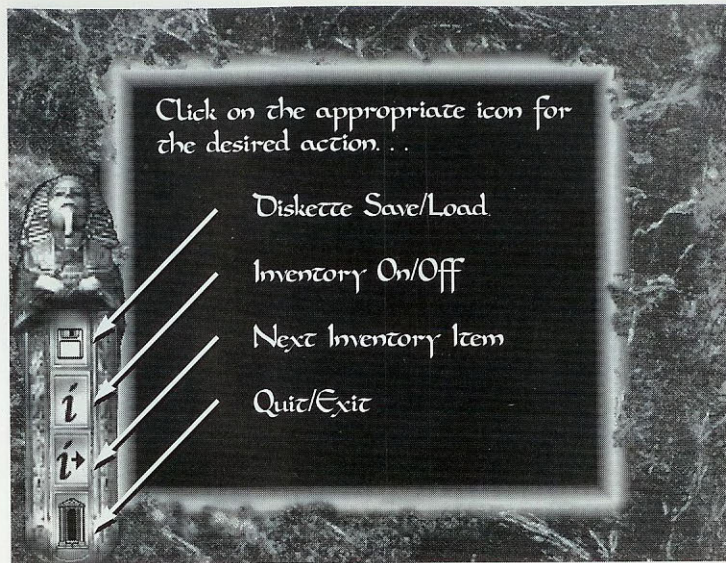 Click on the appropriate icon for
the desired action. . .
Diskette Save/Load
Inventory On/Off
Next Inventory Item
Quit/Exit
i
i